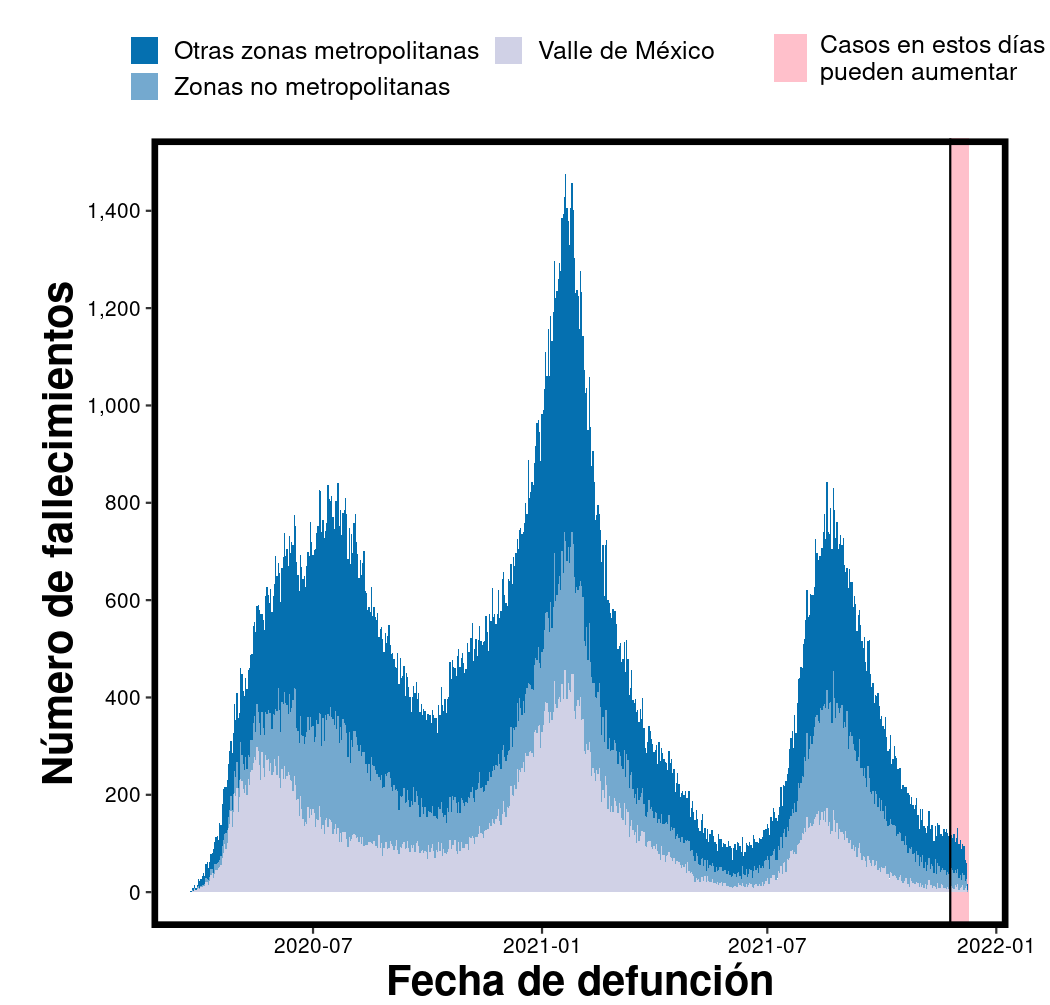 Otras zonas metropolitanas
Zonas no metropolitanas
Valle de México
Casos en estos días
pueden aumentar
1,400
1,200
1,000
800
600
400
200
0
Número de fallecimientos
2020-07
2021-01
2021-07
2022-01
Fecha de defunción